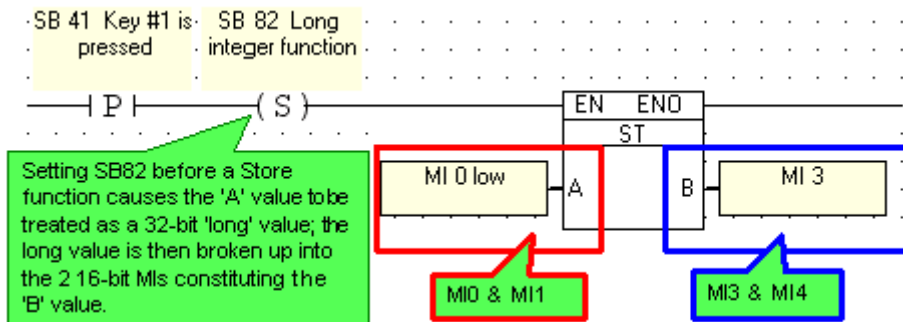 SB 41 Key #1 is
pressed
SB 82 Long
integer function
P
(S)
EN ENO
ST
MI 0 low
A
B
MI 3
Setting SB82 before a Store
function causes the 'A' value to be
treated as a 32-bit 'long' value; the
long value is then broken up into
the 2 16-bit MIs constituting the
'B' value.
MI0 & MI1
MI3 & MI4